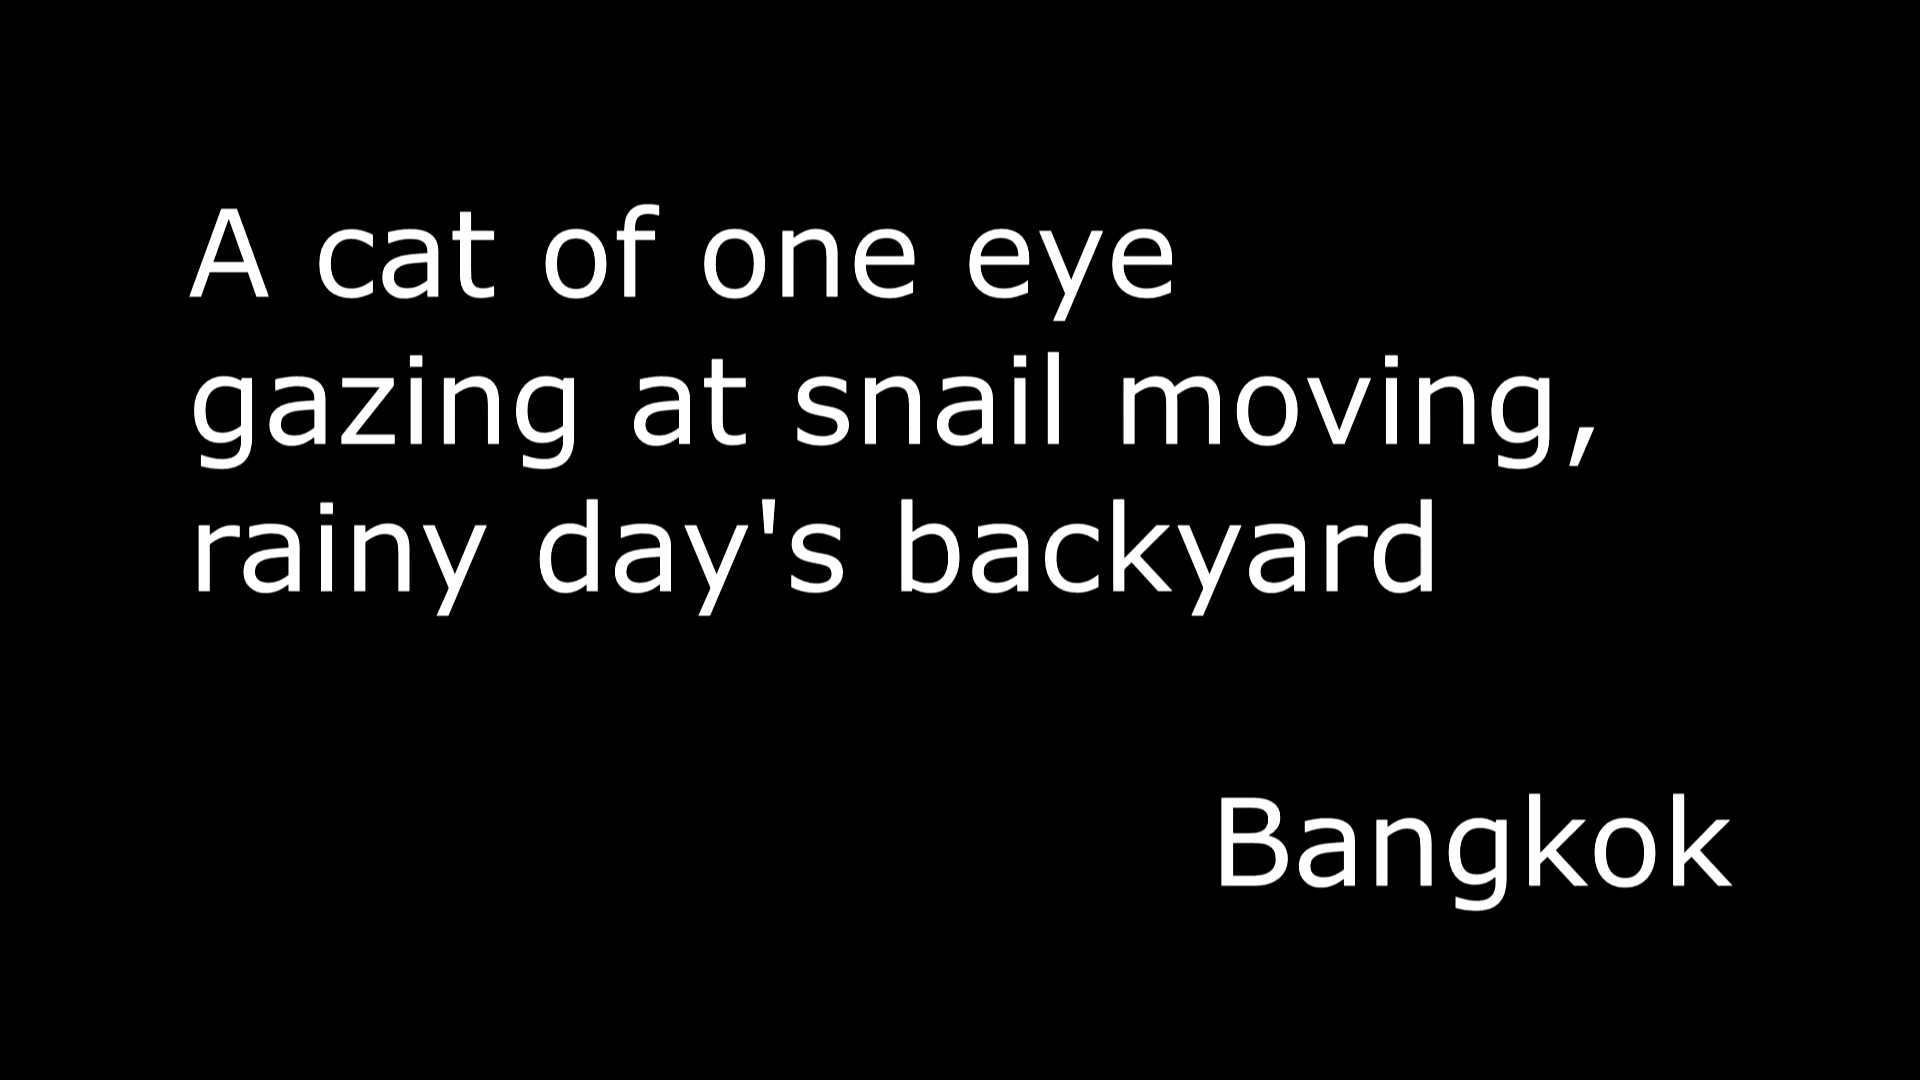 A cat of one eye
gazing at snail moving,
rainy day's backyard
Bangkok